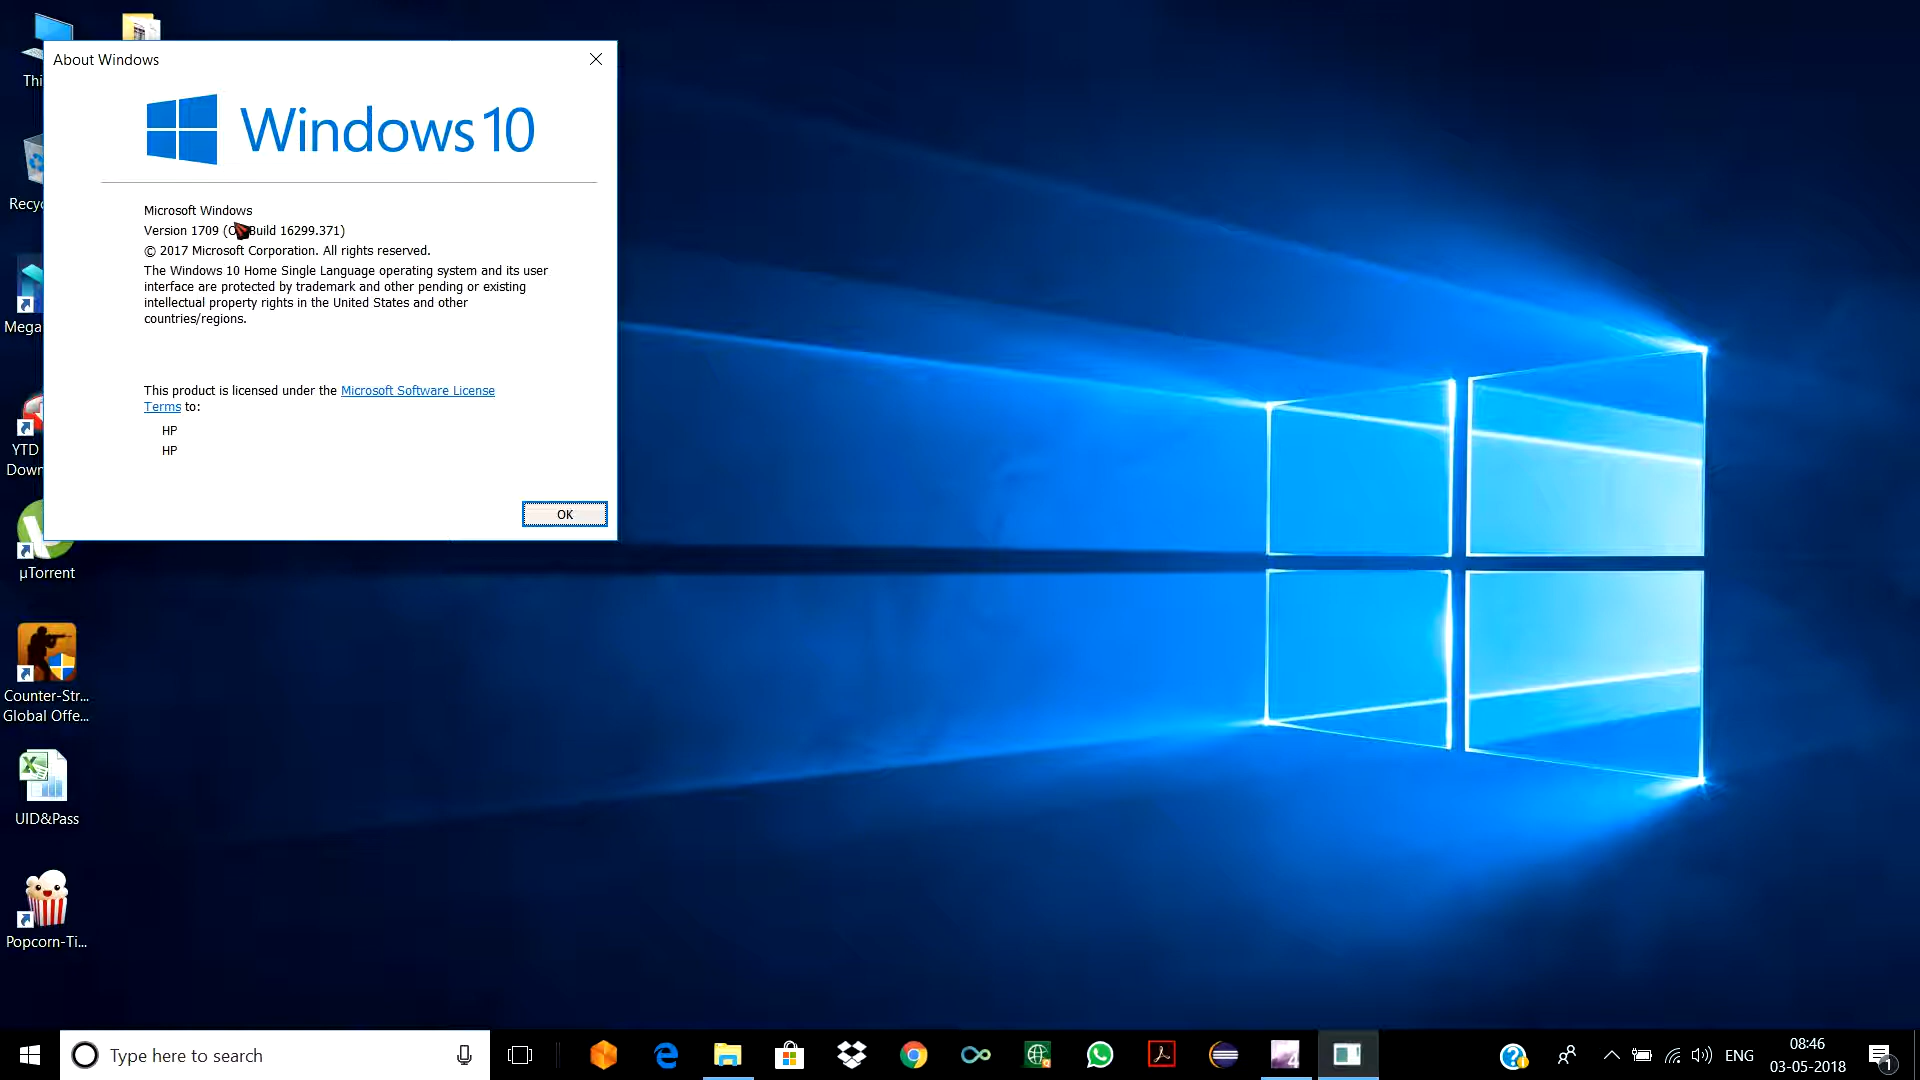 About Windows
Windows 10
Microsoft Windows
Version 1709 (O Build 16299.371)
© 2017 Microsoft Corporation. All rights reserved.
The Windows 10 Home Single Language operating system and its user
interface are protected by trademark and other pending or existing
intellectual property rights in the United States and other
countries/regions.
This product is licensed under the Microsoft Software License
Terms to:
HP
HP
OK
Thi
Recyc
Mega
YTD
Down
µTorrent
Counter-Str...
Global Offe...
UID&Pass
Popcorn-Ti...
Type here to search
ENG
08:46
03-05-2018
1